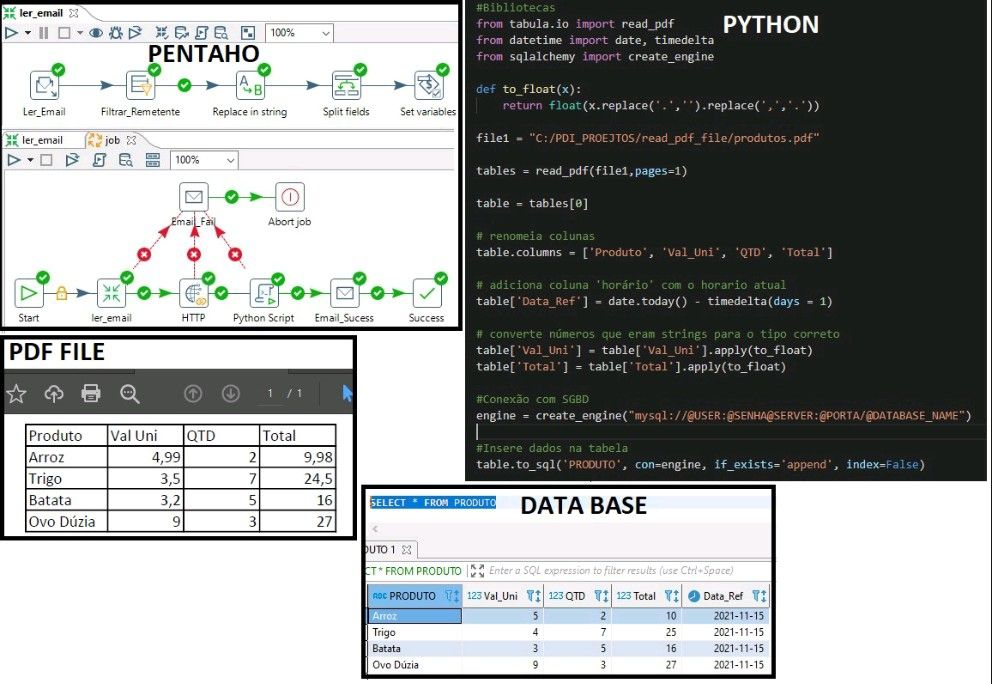 ler_email
100%
PENTAHO
Ler_Email Filtrar_Remetente Replace in string Split fields Set variables
ler_email job
100%
Email_Fail Abort job
Start ler_email HTTP Python Script Email_Sucess Success
PYTHON
#Bibliotecas
from tabula.io import read_pdf
from datetime import date, timedelta
from sqlalchemy import create_engine
def to_float(x):
return float(x.replace('.','').replace(',','.'))
file1 = "C:/PDI_PROEJTOS/read_pdf_file/produtos.pdf"
tables = read_pdf(file1,pages=1)
table = tables[0]
# renomeia colunas
table.columns = ['Produto', 'Val_Uni', 'QTD', 'Total']
# adiciona coluna 'horário' com o horario atual
table['Data_Ref'] = date.today() - timedelta(days = 1)
# converte números que eram strings para o tipo correto
table['Val_Uni'] = table['Val_Uni'].apply(to_float)
table['Total'] = table['Total'].apply(to_float)
#Conexão com SGBD
engine = create_engine("mysql://@USER:@SENHA@SERVER:@PORTA/@DATABASE_NAME")
#Insere dados na tabela
table.to_sql('PRODUTO', con=engine, if_exists='append', index=False)
PDF FILE
1 / 1
Produto Val Uni QTD Total
Arroz 4,99 2 9,98
Trigo 3,5 7 24,5
Batata 3,2 5 16
Ovo Dúzia 9 3 27
SELECT * FROM PRODUTO
DATA BASE
DUTO 1
CT * FROM PRODUTO Enter a SQL expression to filter results (use Ctrl+Space)
ABC PRODUTO 123 Val_Uni 123 QTD 123 Total Data_Ref
Arroz 5 2 10 2021-11-15
Trigo 4 7 25 2021-11-15
Batata 3 5 16 2021-11-15
Ovo Dúzia 9 3 27 2021-11-15